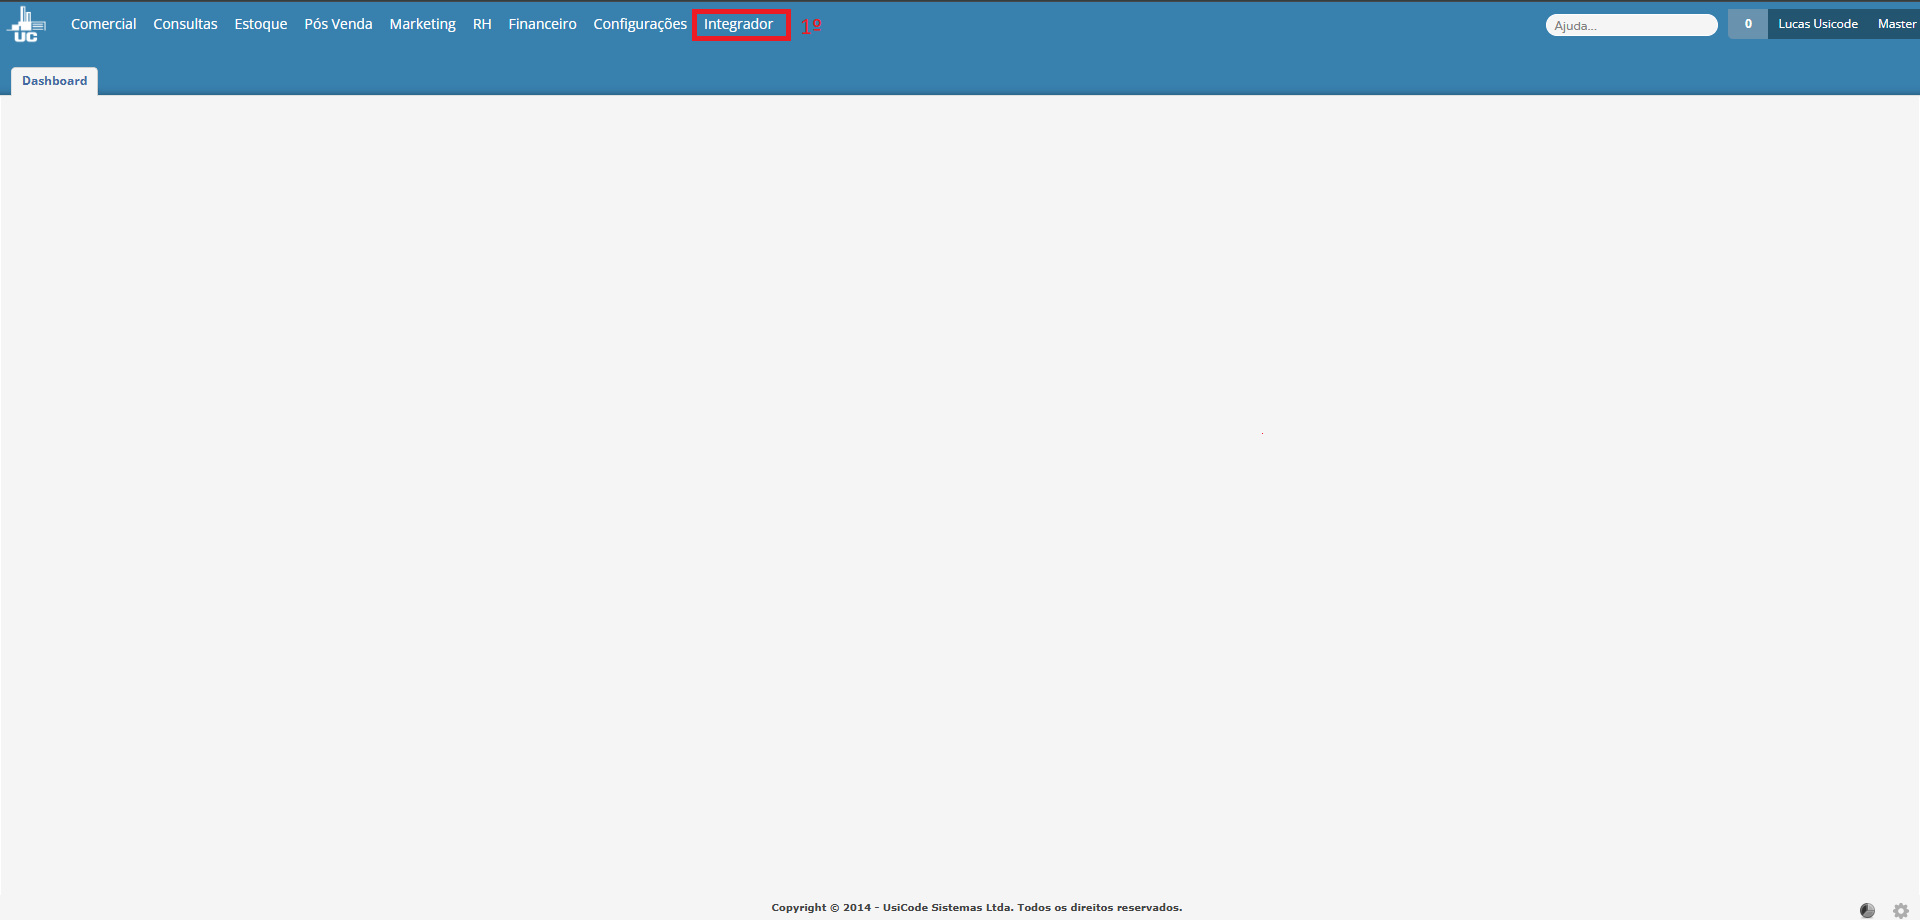 UC
Comercial Consultas Estoque Pós Venda Marketing RH Financeiro Configurações Integrador 1º Ajuda... 0 Lucas Usicode Master
Dashboard
Copyright © 2014 - UsiCode Sistemas Ltda. Todos os direitos reservados.